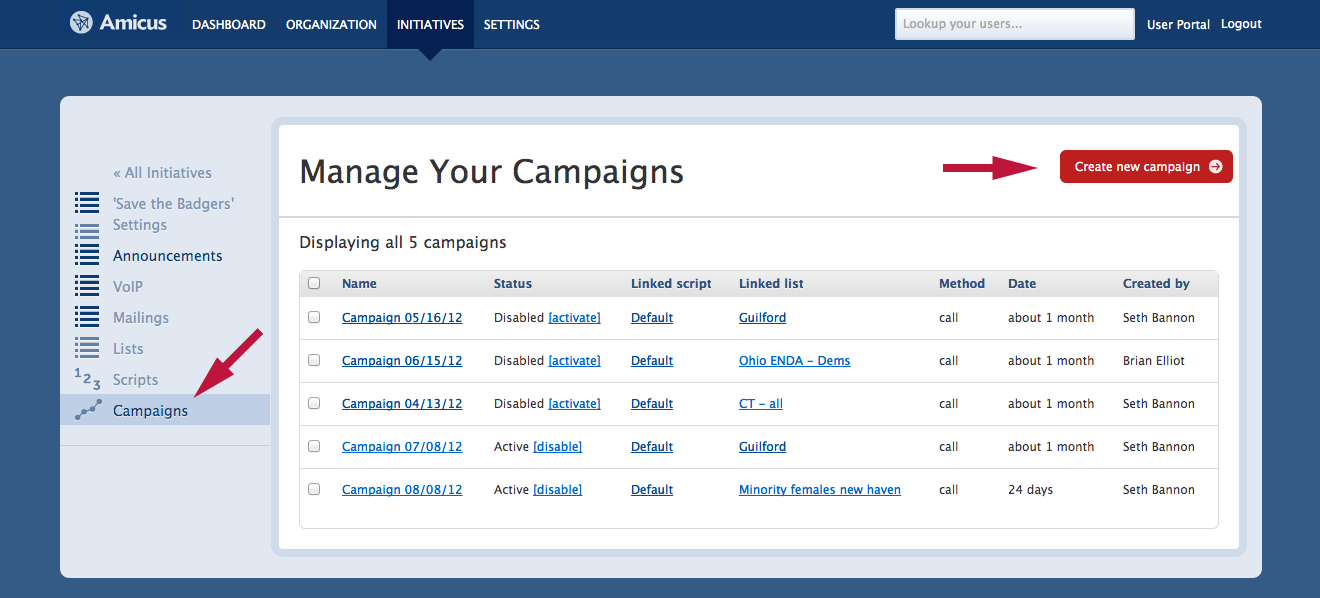 Amicus DASHBOARD ORGANIZATION INITIATIVES SETTINGS Lookup your users... User Portal Logout
« All Initiatives
'Save the Badgers'
Settings
Announcements
VoIP
Mailings
Lists
1 2 3 Scripts
Campaigns
Manage Your Campaigns Create new campaign
Displaying all 5 campaigns
Name Status Linked script Linked list Method Date Created by
Campaign 05/16/12 Disabled [activate] Default Guilford call about 1 month Seth Bannon
Campaign 06/15/12 Disabled [activate] Default Ohio ENDA - Dems call about 1 month Brian Elliot
Campaign 04/13/12 Disabled [activate] Default CT - all call about 1 month Seth Bannon
Campaign 07/08/12 Active [disable] Default Guilford call about 1 month Seth Bannon
Campaign 08/08/12 Active [disable] Default Minority females new haven call 24 days Seth Bannon